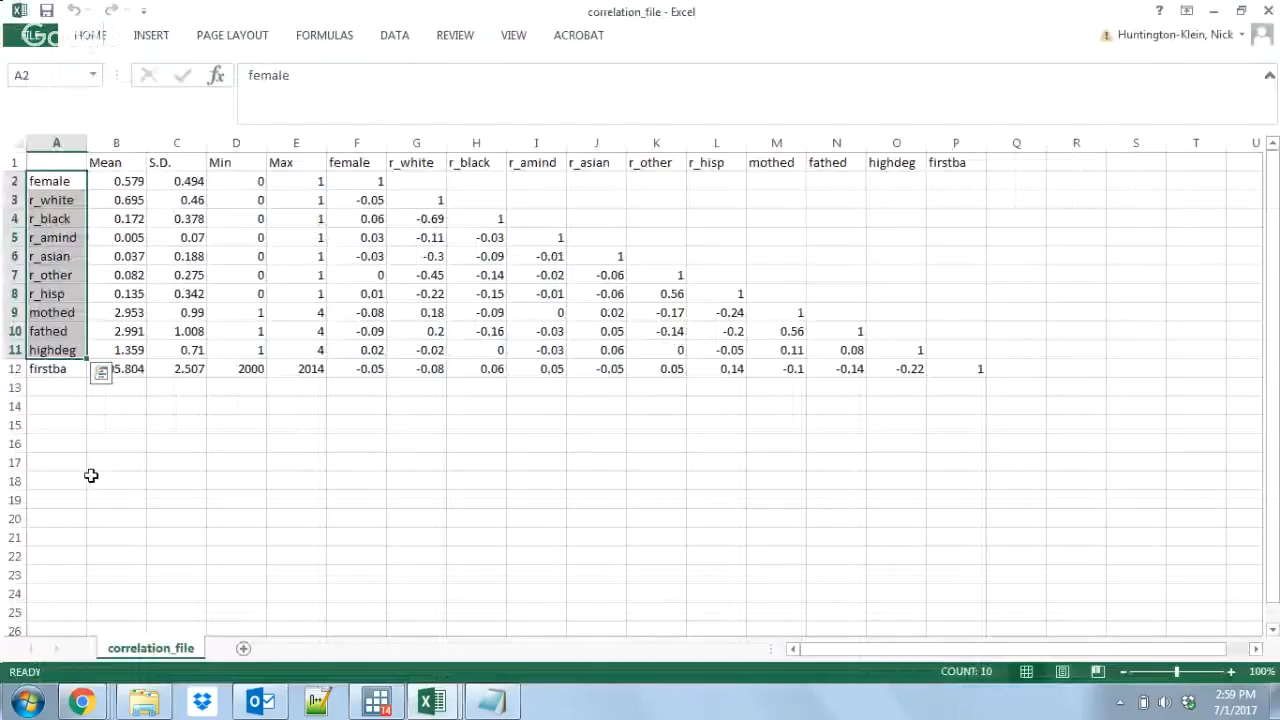 correlation_file - Excel
FILE HOME INSERT PAGE LAYOUT FORMULAS DATA REVIEW VIEW ACROBAT Huntington-Klein, Nick
A2 fx female
A B C D E F G H I J K L M N O P Q R S T U
1 Mean S.D. Min Max female r_white r_black r_amind r_asian r_other r_hisp mothed fathed highdeg firstba
2 female 0.579 0.494 0 1 1
3 r_white 0.695 0.46 0 1 -0.05 1
4 r_black 0.172 0.378 0 1 0.06 -0.69 1
5 r_amind 0.005 0.07 0 1 0.03 -0.11 -0.03 1
6 r_asian 0.037 0.188 0 1 -0.03 -0.3 -0.09 -0.01 1
7 r_other 0.082 0.275 0 1 0 -0.45 -0.14 -0.02 -0.06 1
8 r_hisp 0.135 0.342 0 1 0.01 -0.22 -0.15 -0.01 -0.06 0.56 1
9 mothed 2.953 0.99 1 4 -0.08 0.18 -0.09 0 0.02 -0.17 -0.24 1
10 fathed 2.991 1.008 1 4 -0.09 0.2 -0.16 -0.03 0.05 -0.14 -0.2 0.56 1
11 highdeg 1.359 0.71 1 4 0.02 -0.02 0 -0.03 0.06 0 -0.05 0.11 0.08 1
12 firstba 5.804 2.507 2000 2014 -0.05 -0.08 0.06 0.05 -0.05 0.05 0.14 -0.1 -0.14 -0.22 1
13
14
15
16
17
18
19
20
21
22
23
24
25
26
correlation_file
READY COUNT: 10 100%
14
2:59 PM
7/1/2017